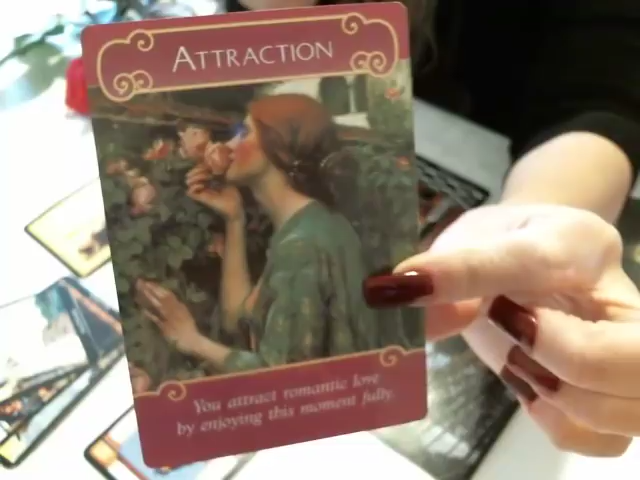 ATTRACTION
You attract romantic love
by enjoying this moment fully.